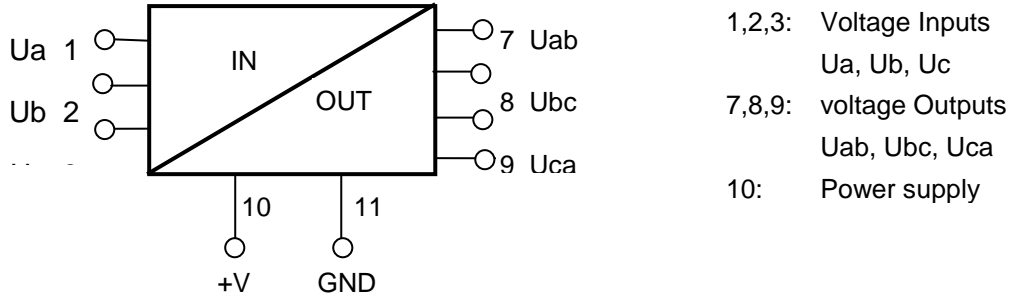 Ua 1
Ub 2
IN
OUT
7 Uab
8 Ubc
9 Uca
10
11
+V
GND
1,2,3: Voltage Inputs
Ua, Ub, Uc
7,8,9: voltage Outputs
Uab, Ubc, Uca
10: Power supply